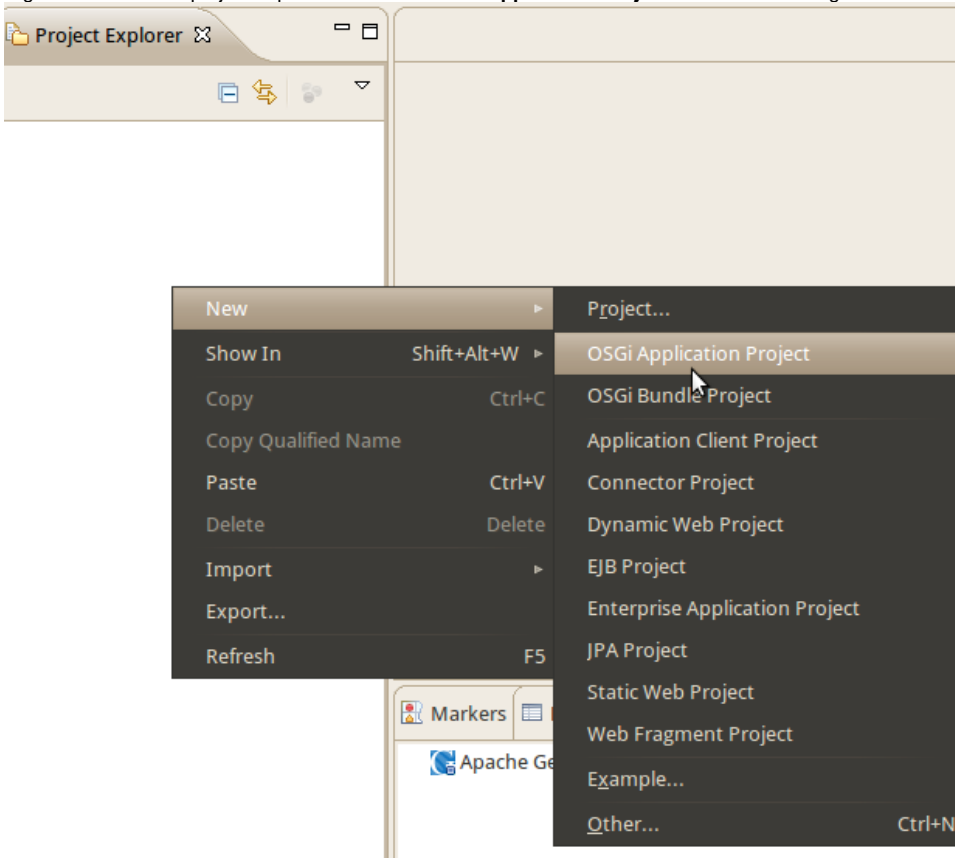 Project Explorer
New
Show In Shift+Alt+W
Copy Ctrl+C
Copy Qualified Name
Paste Ctrl+V
Delete Delete
Import
Export...
Refresh F5
Project...
OSGi Application Project
OSGi Bundle Project
Application Client Project
Connector Project
Dynamic Web Project
EJB Project
Enterprise Application Project
JPA Project
Static Web Project
Web Fragment Project
Example...
Other... Ctrl+N
Markers
Apache Ge